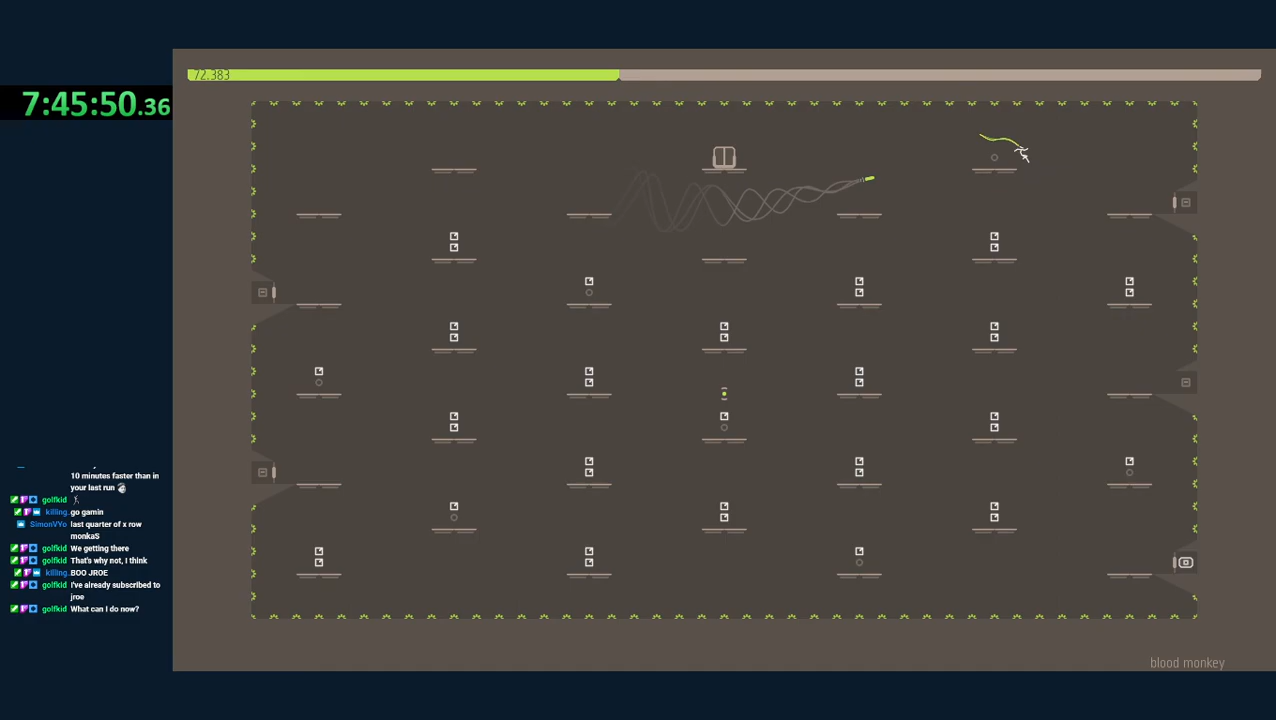 72.383
7:45:50.36
10 minutes faster than in
your last run
golfkid
killing. go gamin
SimonVYo last quarter of x row
monkaS
golfkid We getting there
golfkid That's why not, I think
killing. BOO JROE
golfkid I've already subscribed to
jroe
golfkid What can I do now?
blood monkey